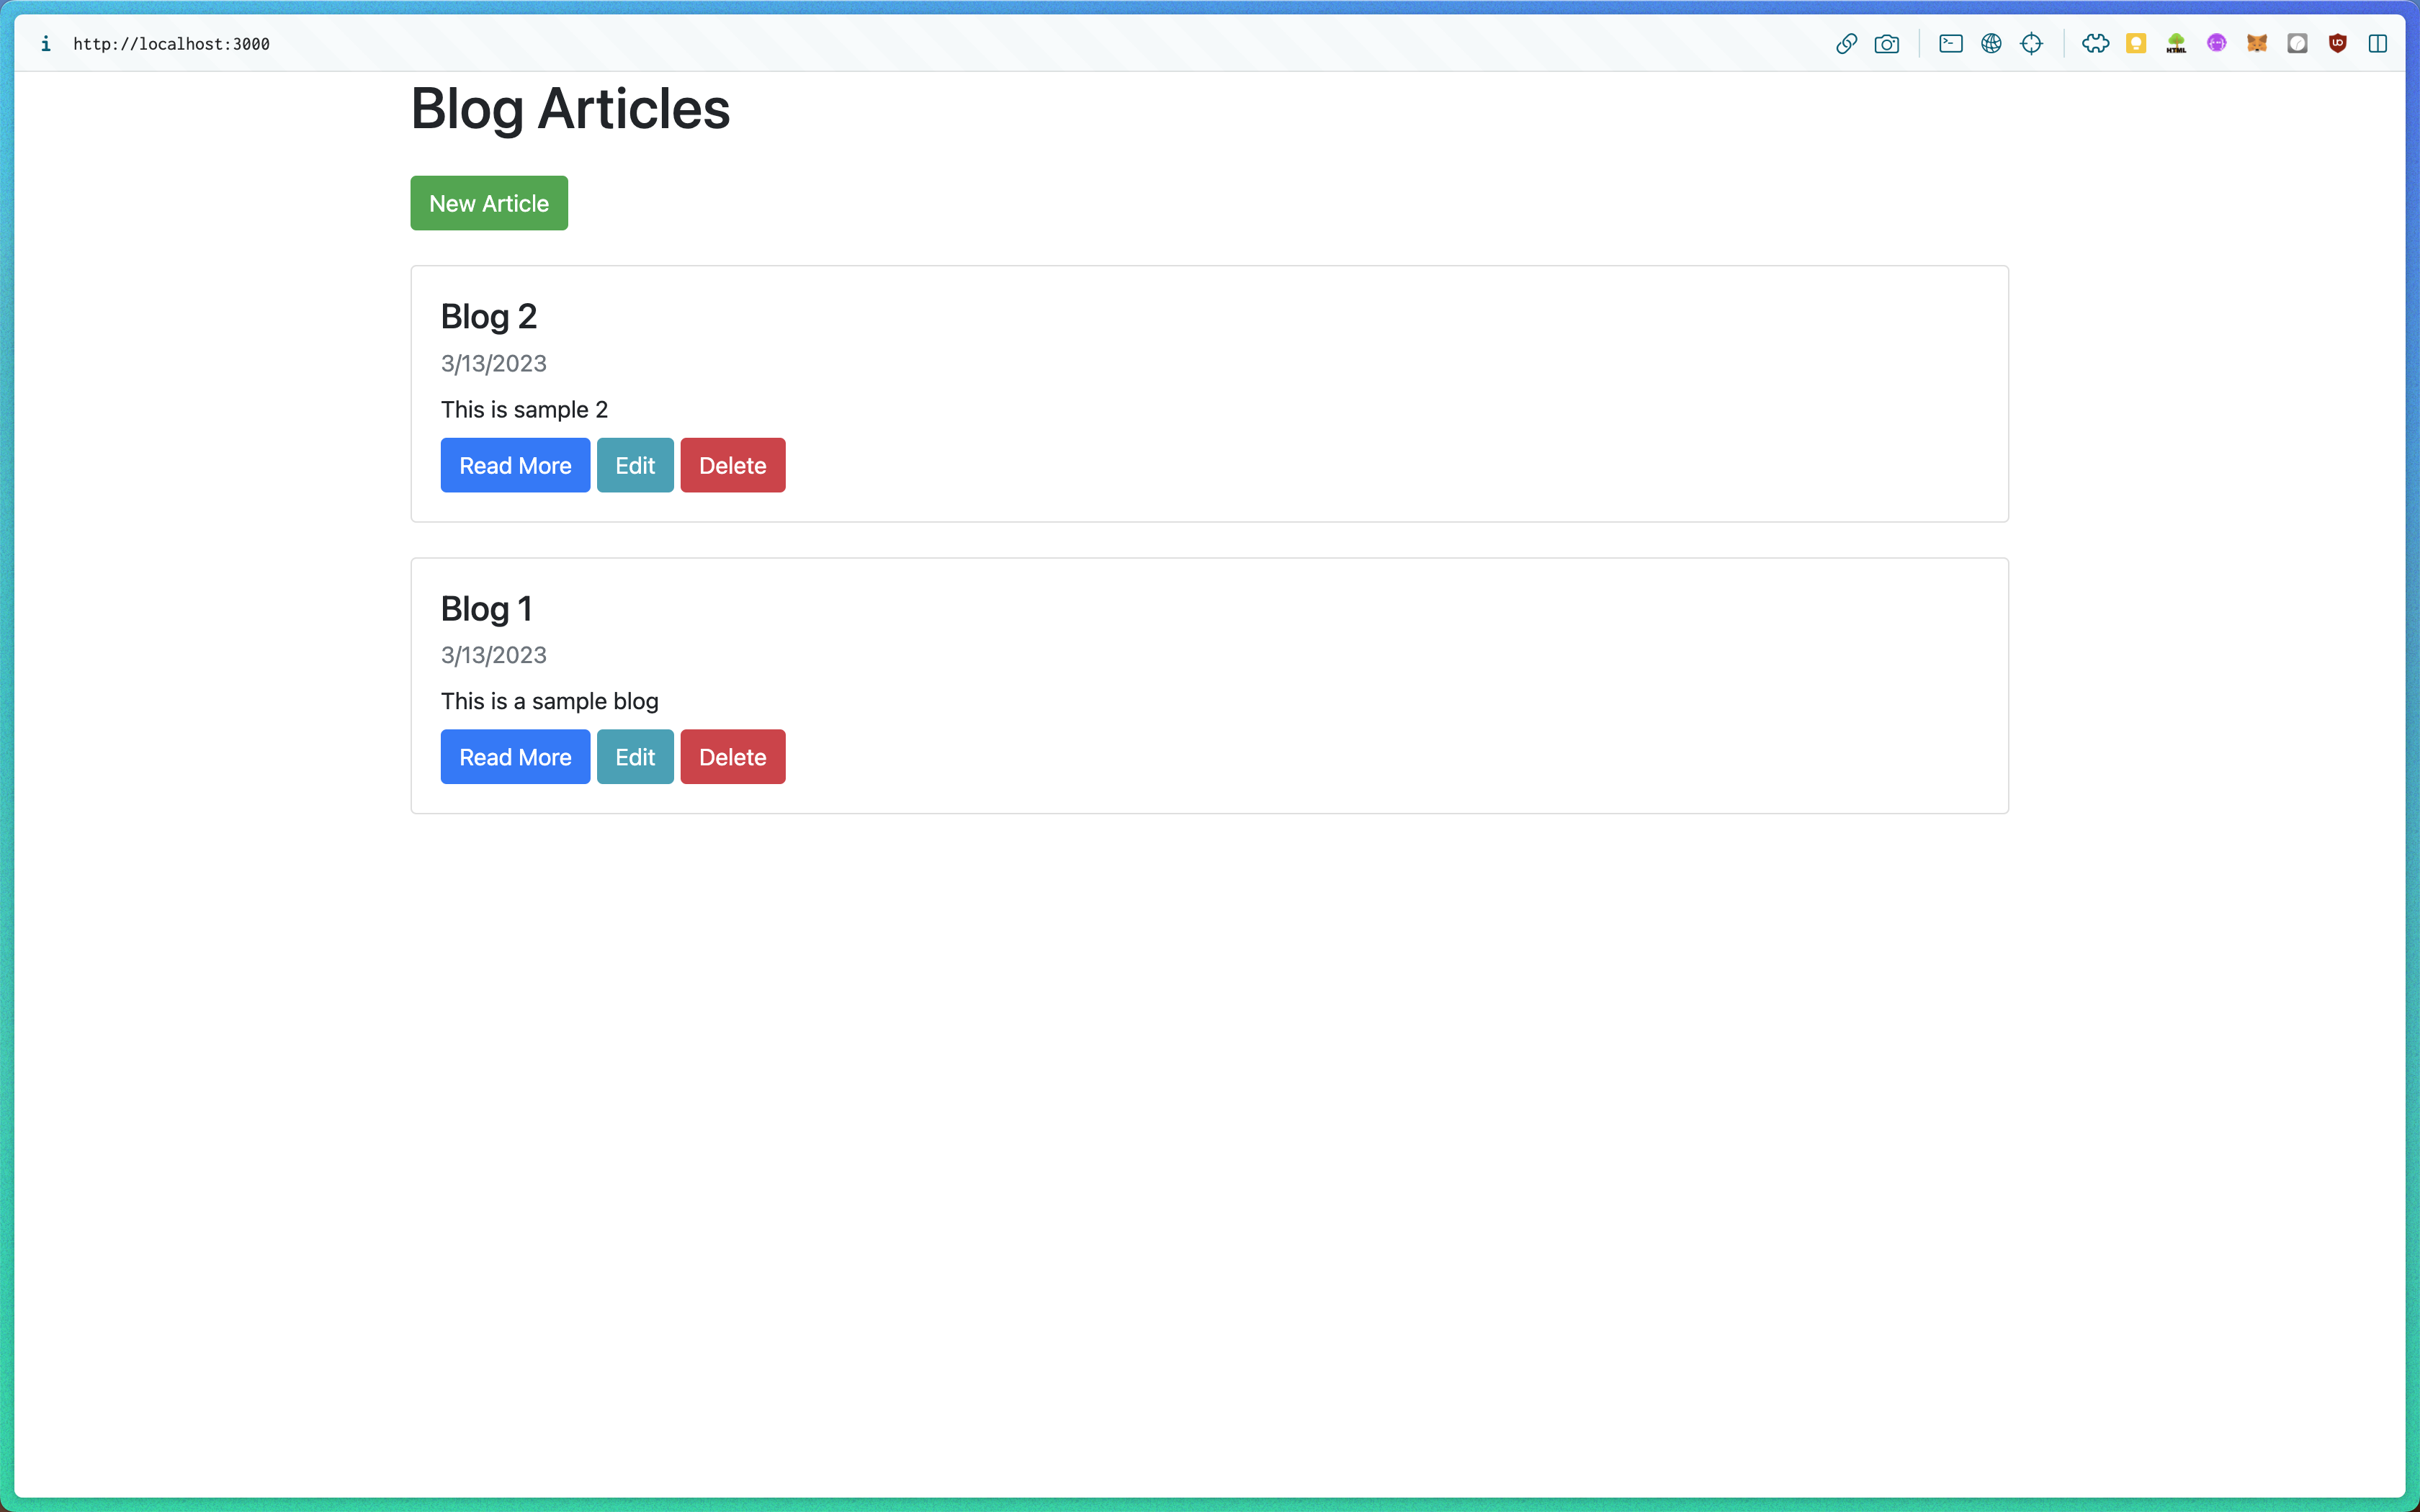 i http://localhost:3000
HTML
Blog Articles
New Article
Blog 2
3/13/2023
This is sample 2
Read More Edit Delete
Blog 1
3/13/2023
This is a sample blog
Read More Edit Delete